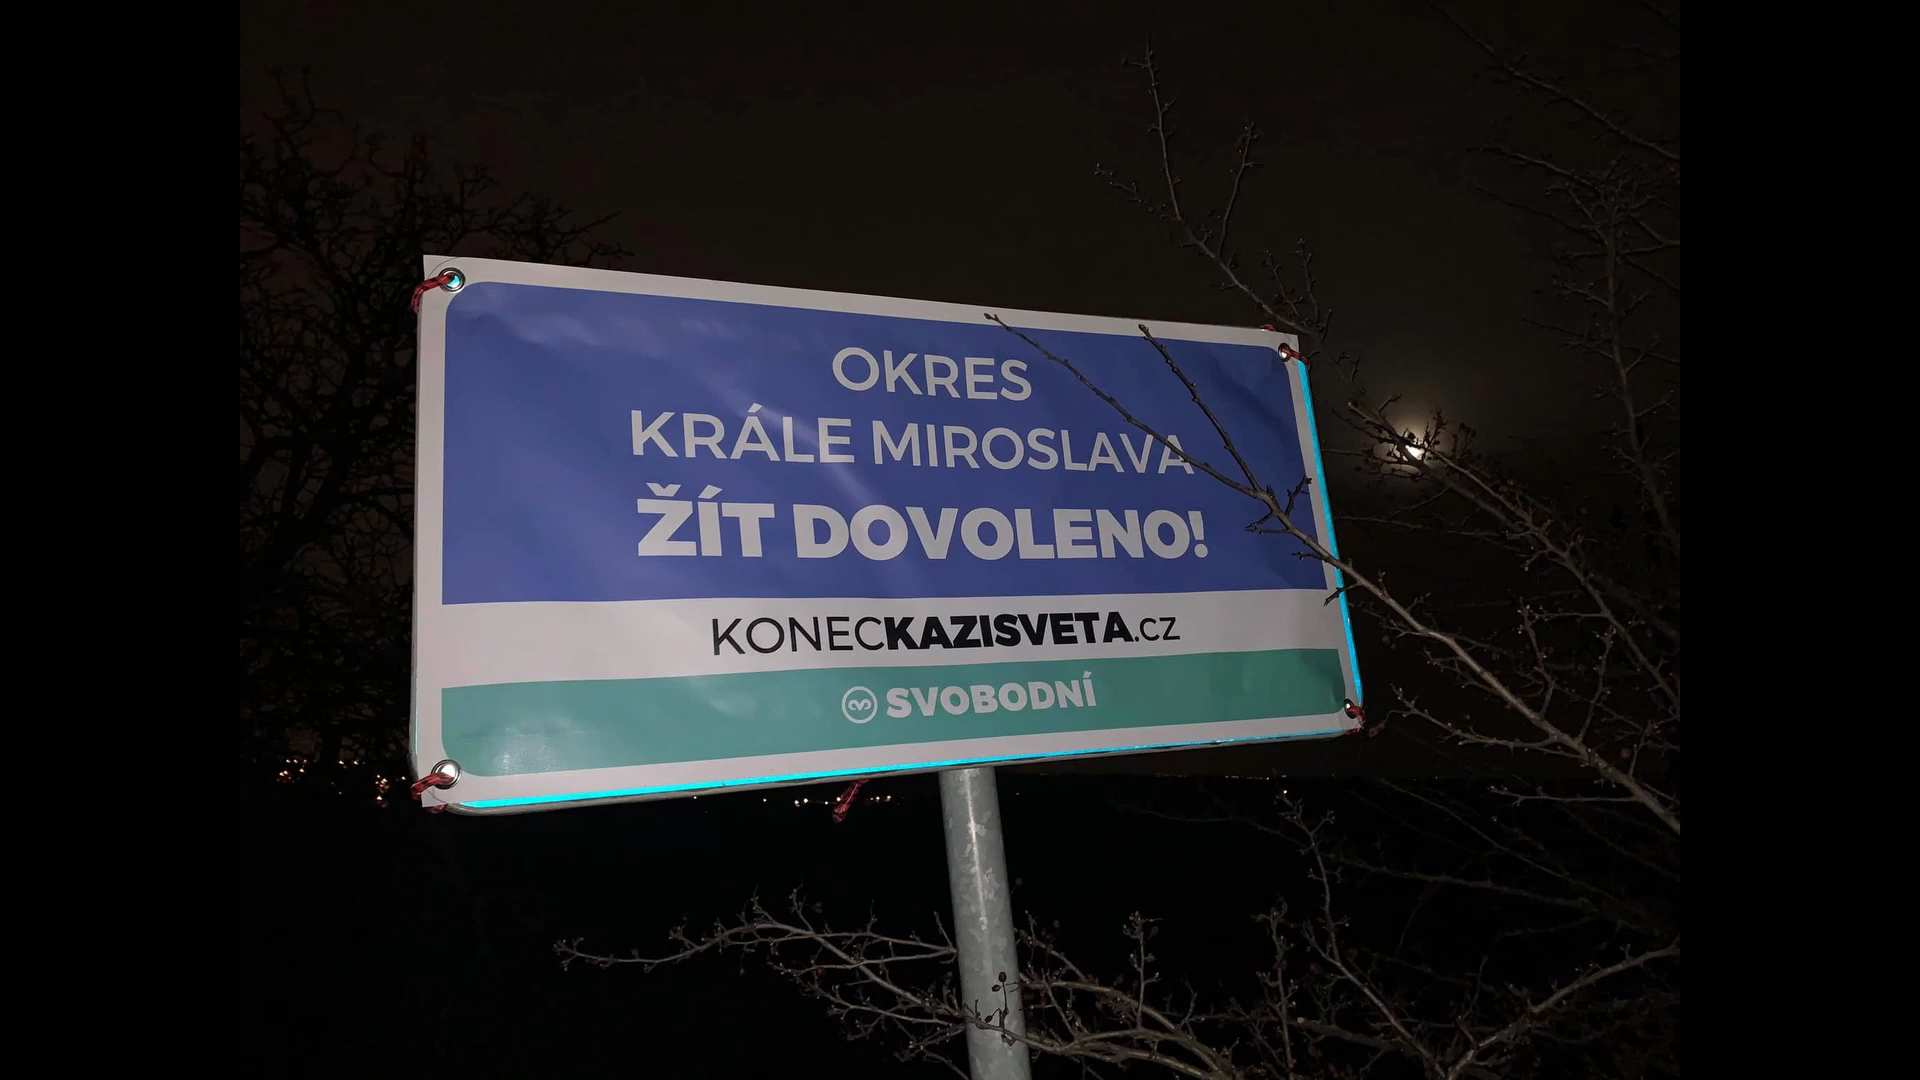 OKRES
KRÁLE MIROSLAVA
ŽÍT DOVOLENO!
KONECKAZISVETA.CZ
SVOBODNÍ